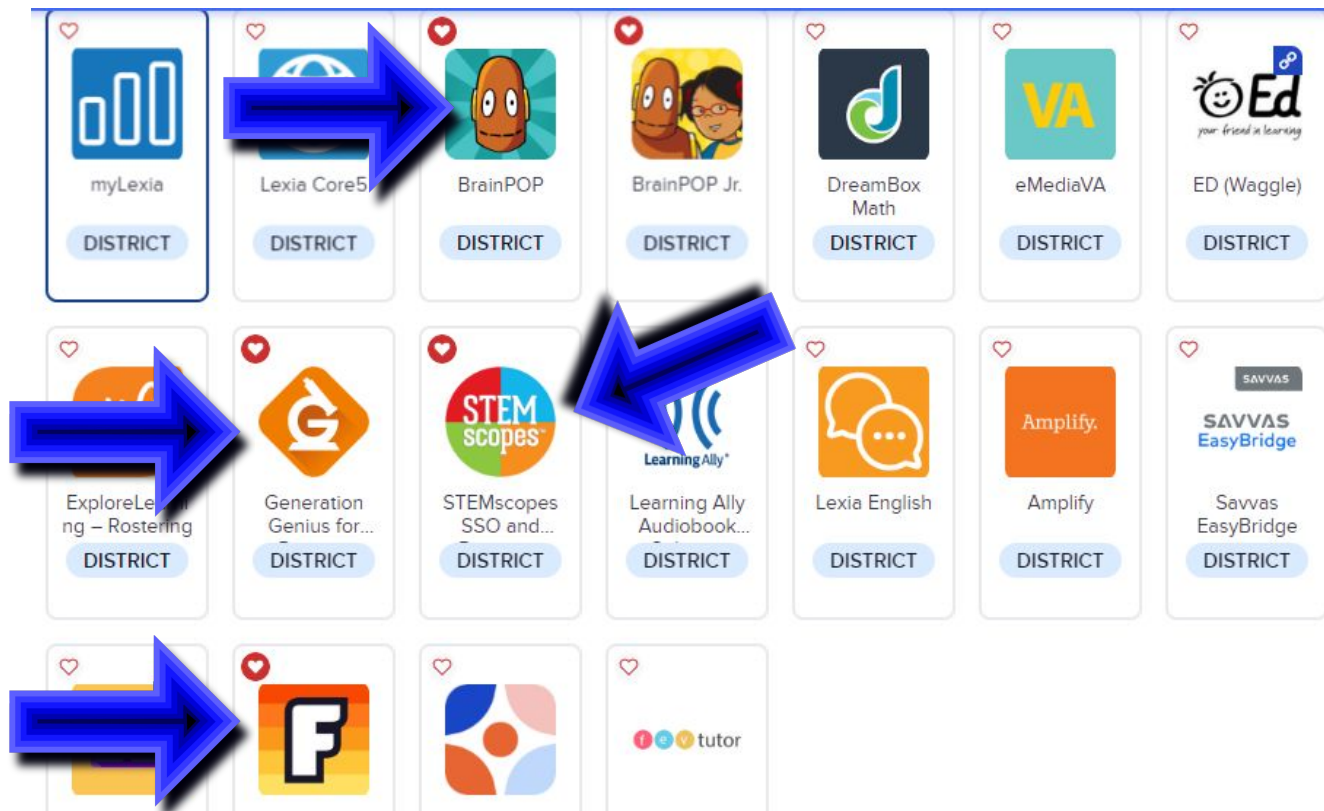 VA
Ed
your friend in learning
myLexia
Lexia Core5
BrainPOP
BrainPOP Jr.
DreamBox
Math
eMediaVA
ED (Waggle)
DISTRICT
DISTRICT
DISTRICT
DISTRICT
DISTRICT
DISTRICT
DISTRICT
G
STEM
scopes™
Learning Ally®
Amplify.
SAVVAS
SAVVAS
EasyBridge
ng – Rostering
Generation
Genius for...
STEMscopes
SSO and...
Learning Ally
Audiobook...
Lexia English
Amplify
Savvas
EasyBridge
DISTRICT
DISTRICT
DISTRICT
DISTRICT
DISTRICT
DISTRICT
DISTRICT
F
fev tutor